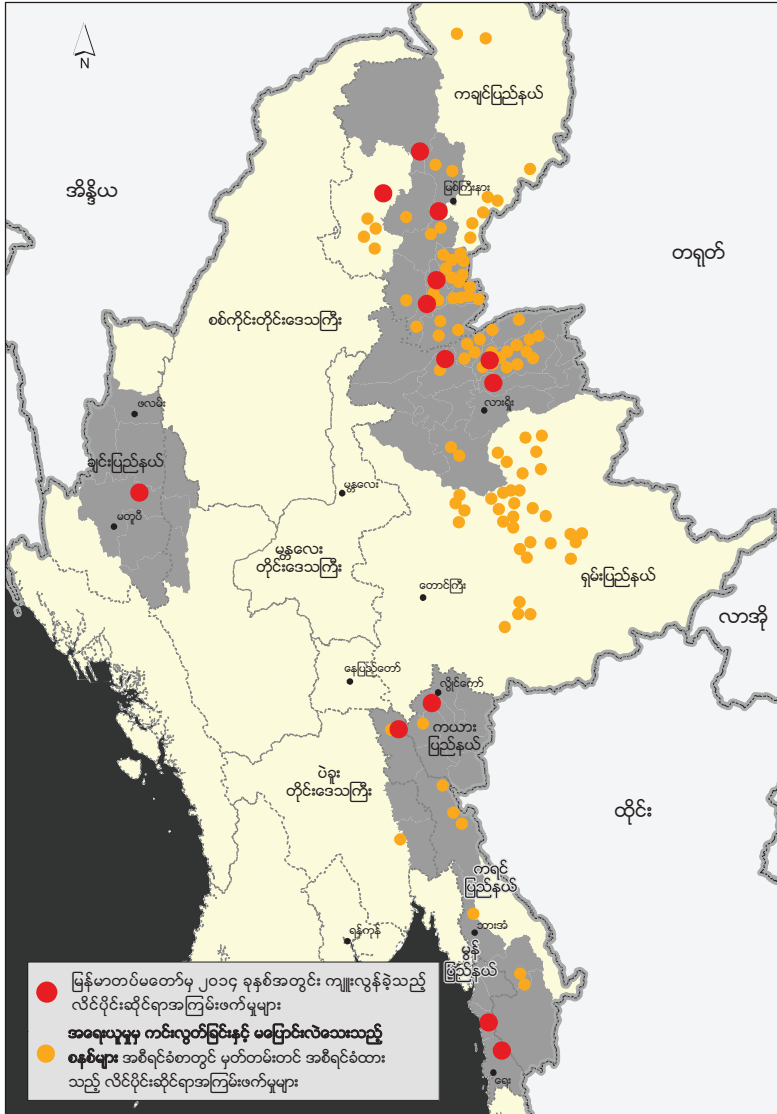 N
ကချင်ပြည်နယ်
မြစ်ကြီးနား
အိန္ဒိယ
တရုတ်
စစ်ကိုင်းတိုင်းဒေသကြီး
ဖလမ်း
လားရှိုး
ချင်းပြည်နယ်
မန္တလေး
မတူပီ
မန္တလေး
တိုင်းဒေသကြီး
ရှမ်းပြည်နယ်
တောင်ကြီး
လာအို
နေပြည်တော်
လွိုင်ကော်
ကယား
ပြည်နယ်
ပဲခူး
တိုင်းဒေသကြီး
ထိုင်း
ကရင်
ပြည်နယ်
ဘားအံ
ရန်ကုန်
မွန်
ပြည်နယ်
ရေး
မြန်မာတပ်မတော်မှ ၂၀၁၄ ခုနှစ်အတွင်း ကျူးလွန်ခဲ့သည့်
လိင်ပိုင်းဆိုင်ရာအကြမ်းဖက်မှုများ
အရေးယူမှုမှ ကင်းလွတ်ခြင်းနှင့် မပြောင်းလဲသေးသည့်
စနစ်များ အစီရင်ခံစာတွင် မှတ်တမ်းတင် အစီရင်ခံထား
သည့် လိင်ပိုင်းဆိုင်ရာအကြမ်းဖက်မှုများ